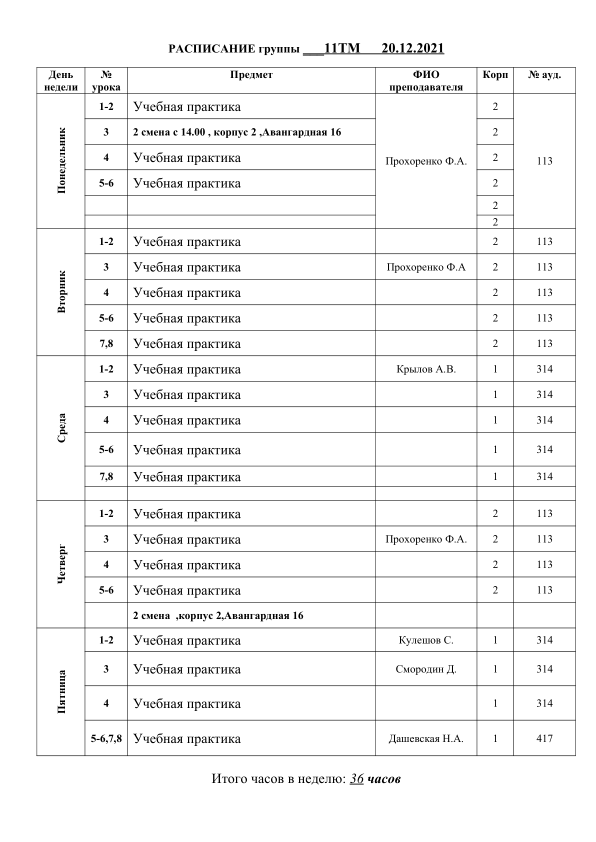 РАСПИСАНИЕ группы ___11ТМ 20.12.2021
День недели № урока Предмет ФИО преподавателя Корп № ауд.
Понедельник
1-2 Учебная практика 2
3 2 смена с 14.00 , корпус 2 ,Авангардная 16 2
4 Учебная практика Прохоренко Ф.А. 2 113
5-6 Учебная практика 2
2
2
Вторник
1-2 Учебная практика 2 113
3 Учебная практика Прохоренко Ф.А 2 113
4 Учебная практика 2 113
5-6 Учебная практика 2 113
7,8 Учебная практика 2 113
Среда
1-2 Учебная практика Крылов А.В. 1 314
3 Учебная практика 1 314
4 Учебная практика 1 314
5-6 Учебная практика 1 314
7,8 Учебная практика 1 314
Четверг
1-2 Учебная практика 2 113
3 Учебная практика Прохоренко Ф.А. 2 113
4 Учебная практика 2 113
5-6 Учебная практика 2 113
2 смена ,корпус 2,Авангардная 16
Пятница
1-2 Учебная практика Кулешов С. 1 314
3 Учебная практика Смородин Д. 1 314
4 Учебная практика 1 314
5-6,7,8 Учебная практика Дашевская Н.А. 1 417
Итого часов в неделю: 36 часов